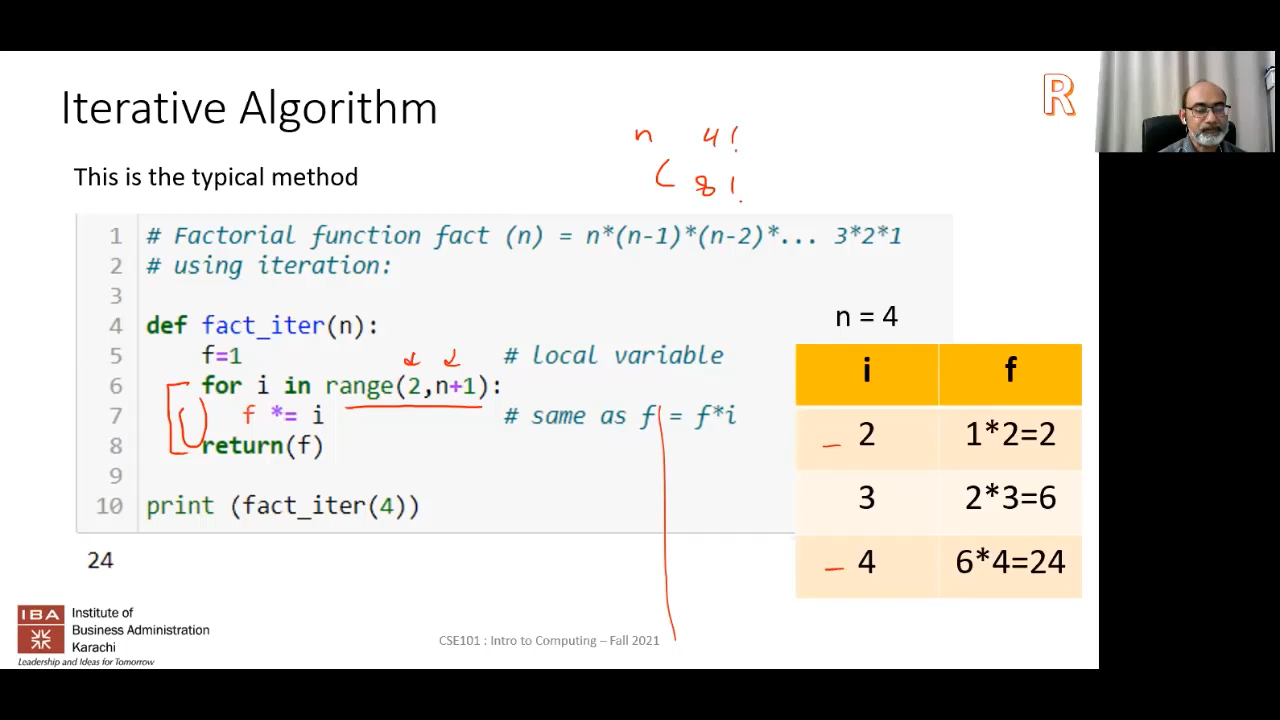 Iterative Algorithm
R
n 4!
( 8!
This is the typical method
1 # Factorial function fact (n) = n*(n-1)*(n-2)*... 3*2*1
2 # using iteration:
3
4 def fact_iter(n):
5 f=1 # local variable
6 for i in range(2,n+1):
7 f *= i # same as f = f*i
8 return(f)
9
10 print (fact_iter(4))
24
n = 4
i f
2 1*2=2
3 2*3=6
4 6*4=24
IBA
Institute of
Business Administration
Karachi
Leadership and Ideas for Tomorrow
CSE101 : Intro to Computing – Fall 2021